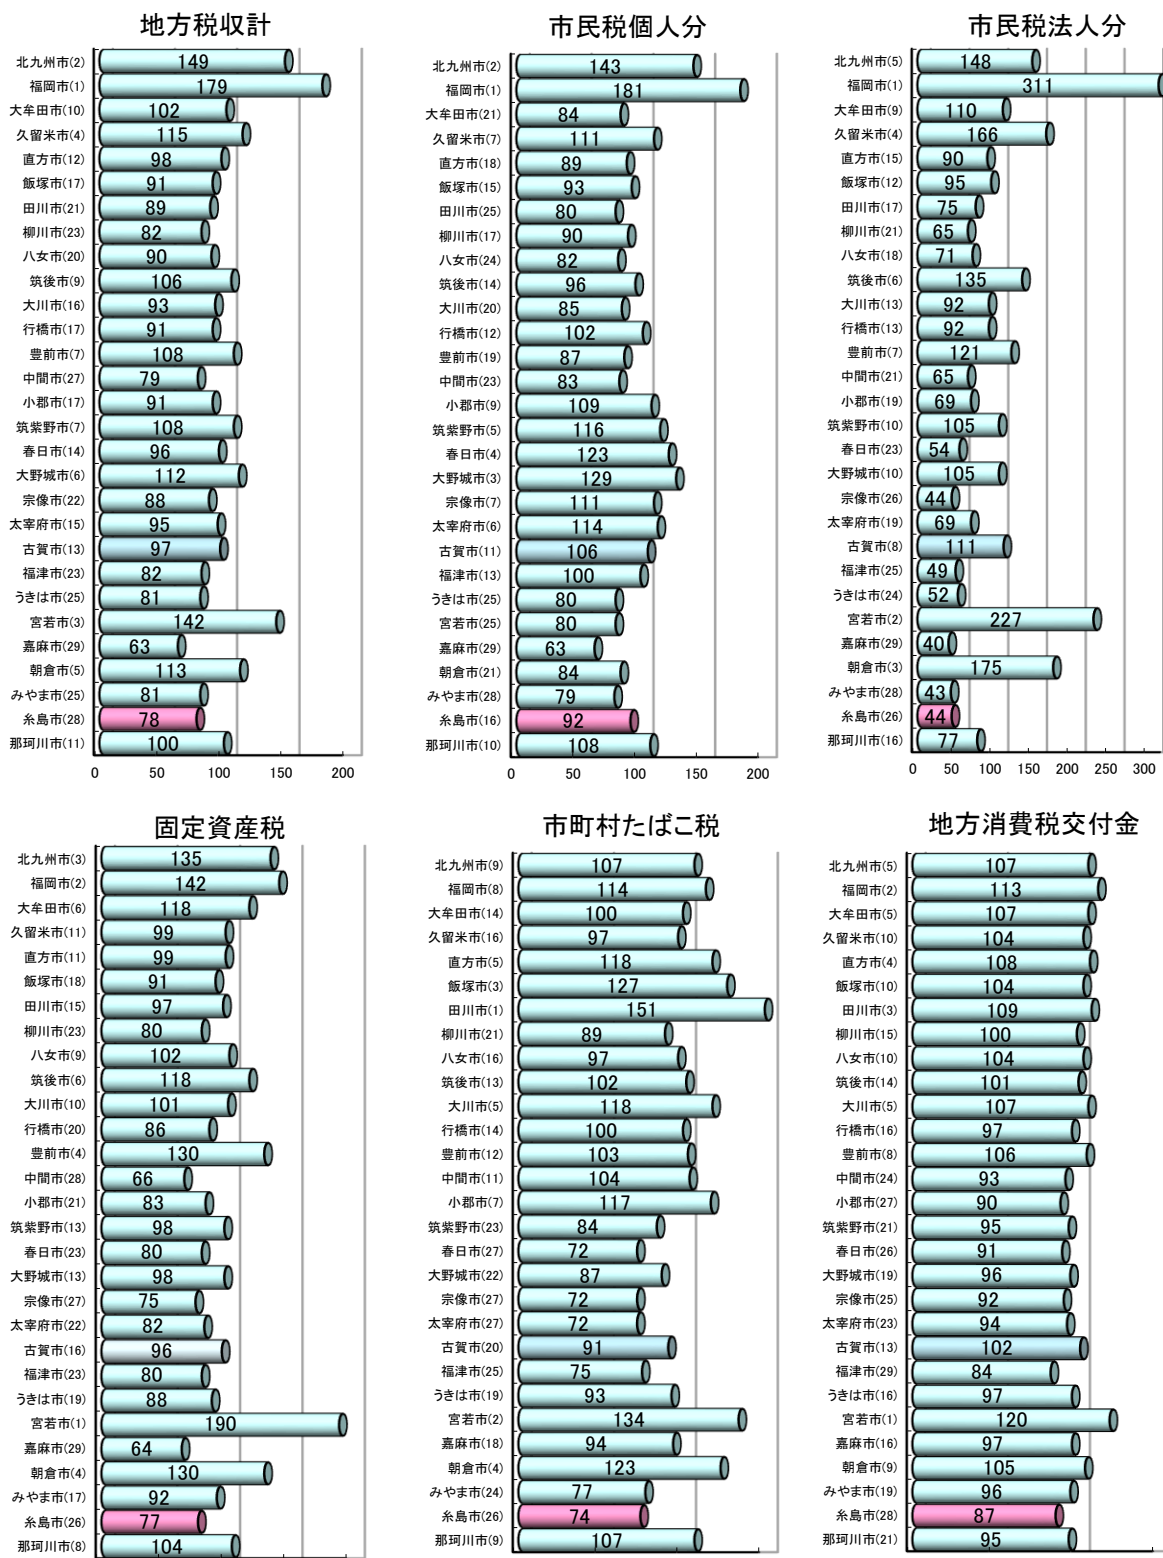 地方税収計
北九州市(2) 149
福岡市(1) 179
大牟田市(10) 102
久留米市(4) 115
直方市(12) 98
飯塚市(17) 91
田川市(21) 89
柳川市(23) 82
八女市(20) 90
筑後市(9) 106
大川市(16) 93
行橋市(17) 91
豊前市(7) 108
中間市(27) 79
小郡市(17) 91
筑紫野市(7) 108
春日市(14) 96
大野城市(6) 112
宗像市(22) 88
太宰府市(15) 95
古賀市(13) 97
福津市(23) 82
うきは市(25) 81
宮若市(3) 142
嘉麻市(29) 63
朝倉市(5) 113
みやま市(25) 81
糸島市(28) 78
那珂川市(11) 100
0 50 100 150 200
市民税個人分
北九州市(2) 143
福岡市(1) 181
大牟田市(21) 84
久留米市(7) 111
直方市(18) 89
飯塚市(15) 93
田川市(25) 80
柳川市(17) 90
八女市(24) 82
筑後市(14) 96
大川市(20) 85
行橋市(12) 102
豊前市(19) 87
中間市(23) 83
小郡市(9) 109
筑紫野市(5) 116
春日市(4) 123
大野城市(3) 129
宗像市(7) 111
太宰府市(6) 114
古賀市(11) 106
福津市(13) 100
うきは市(25) 80
宮若市(25) 80
嘉麻市(29) 63
朝倉市(21) 84
みやま市(28) 79
糸島市(16) 92
那珂川市(10) 108
0 50 100 150 200
市民税法人分
北九州市(5) 148
福岡市(1) 311
大牟田市(9) 110
久留米市(4) 166
直方市(15) 90
飯塚市(12) 95
田川市(17) 75
柳川市(21) 65
八女市(18) 71
筑後市(6) 135
大川市(13) 92
行橋市(13) 92
豊前市(7) 121
中間市(21) 65
小郡市(19) 69
筑紫野市(10) 105
春日市(23) 54
大野城市(10) 105
宗像市(26) 44
太宰府市(19) 69
古賀市(8) 111
福津市(25) 49
うきは市(24) 52
宮若市(2) 227
嘉麻市(29) 40
朝倉市(3) 175
みやま市(28) 43
糸島市(26) 44
那珂川市(16) 77
0 50 100 150 200 250 300
固定資産税
北九州市(3) 135
福岡市(2) 142
大牟田市(6) 118
久留米市(11) 99
直方市(11) 99
飯塚市(18) 91
田川市(15) 97
柳川市(23) 80
八女市(9) 102
筑後市(6) 118
大川市(10) 101
行橋市(20) 86
豊前市(4) 130
中間市(28) 66
小郡市(21) 83
筑紫野市(13) 98
春日市(23) 80
大野城市(13) 98
宗像市(27) 75
太宰府市(22) 82
古賀市(16) 96
福津市(23) 80
うきは市(19) 88
宮若市(1) 190
嘉麻市(29) 64
朝倉市(4) 130
みやま市(17) 92
糸島市(26) 77
那珂川市(8) 104
市町村たばこ税
北九州市(9) 107
福岡市(8) 114
大牟田市(14) 100
久留米市(16) 97
直方市(5) 118
飯塚市(3) 127
田川市(1) 151
柳川市(21) 89
八女市(16) 97
筑後市(13) 102
大川市(5) 118
行橋市(14) 100
豊前市(12) 103
中間市(11) 104
小郡市(7) 117
筑紫野市(23) 84
春日市(27) 72
大野城市(22) 87
宗像市(27) 72
太宰府市(27) 72
古賀市(20) 91
福津市(25) 75
うきは市(19) 93
宮若市(2) 134
嘉麻市(18) 94
朝倉市(4) 123
みやま市(24) 77
糸島市(26) 74
那珂川市(9) 107
地方消費税交付金
北九州市(5) 107
福岡市(2) 113
大牟田市(5) 107
久留米市(10) 104
直方市(4) 108
飯塚市(10) 104
田川市(3) 109
柳川市(15) 100
八女市(10) 104
筑後市(14) 101
大川市(5) 107
行橋市(16) 97
豊前市(8) 106
中間市(24) 93
小郡市(27) 90
筑紫野市(21) 95
春日市(26) 91
大野城市(19) 96
宗像市(25) 92
太宰府市(23) 94
古賀市(13) 102
福津市(29) 84
うきは市(16) 97
宮若市(1) 120
嘉麻市(16) 97
朝倉市(9) 105
みやま市(19) 96
糸島市(28) 87
那珂川市(21) 95